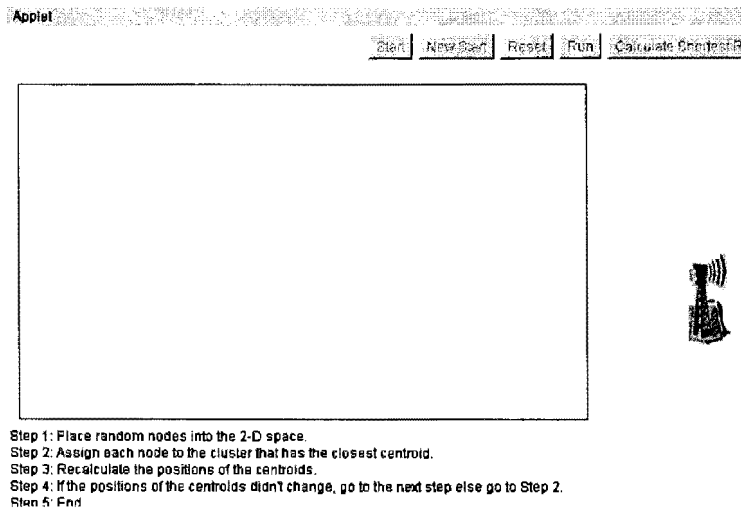 Applet
Start New Start Reset Run Calculate Shortest R
Step 1: Place random nodes into the 2-D space.
Step 2: Assign each node to the cluster that has the closest centroid.
Step 3: Recalculate the positions of the centroids.
Step 4: If the positions of the centroids didn't change, go to the next step else go to Step 2.
Step 5: End